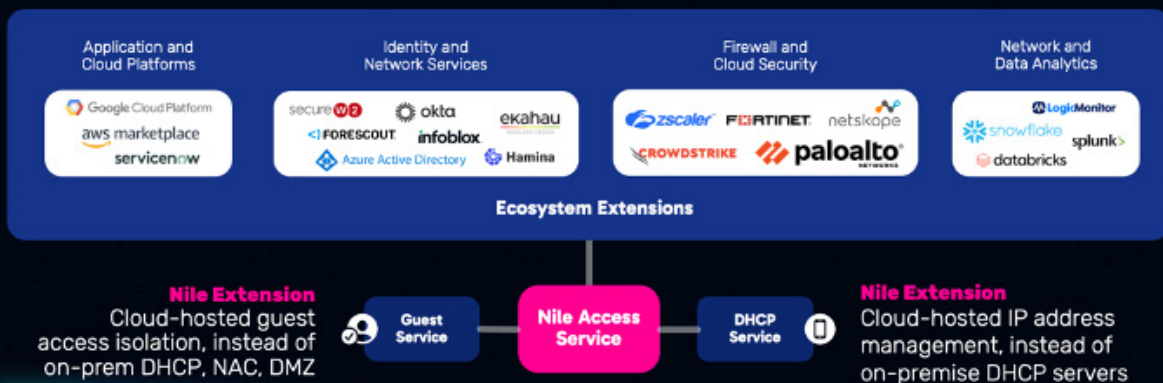 Application and
Cloud Platforms
Google Cloud Platform
aws marketplace
servicenow
Identity and
Network Services
secure W2
okta
ekahau
<) FORESCOUT
infoblox
Azure Active Directory
Hamina
Firewall and
Cloud Security
zscaler
FORTINET
netskope
CROWDSTRIKE
paloalto
NETWORKS
Network and
Data Analytics
LogicMonitor
snowflake
splunk>
databricks
Ecosystem Extensions
Nile Extension
Cloud-hosted guest
access isolation, instead of
on-prem DHCP, NAC, DMZ
Guest
Service
Nile Access
Service
DHCP
Service
Nile Extension
Cloud-hosted IP address
management, instead of
on-premise DHCP servers